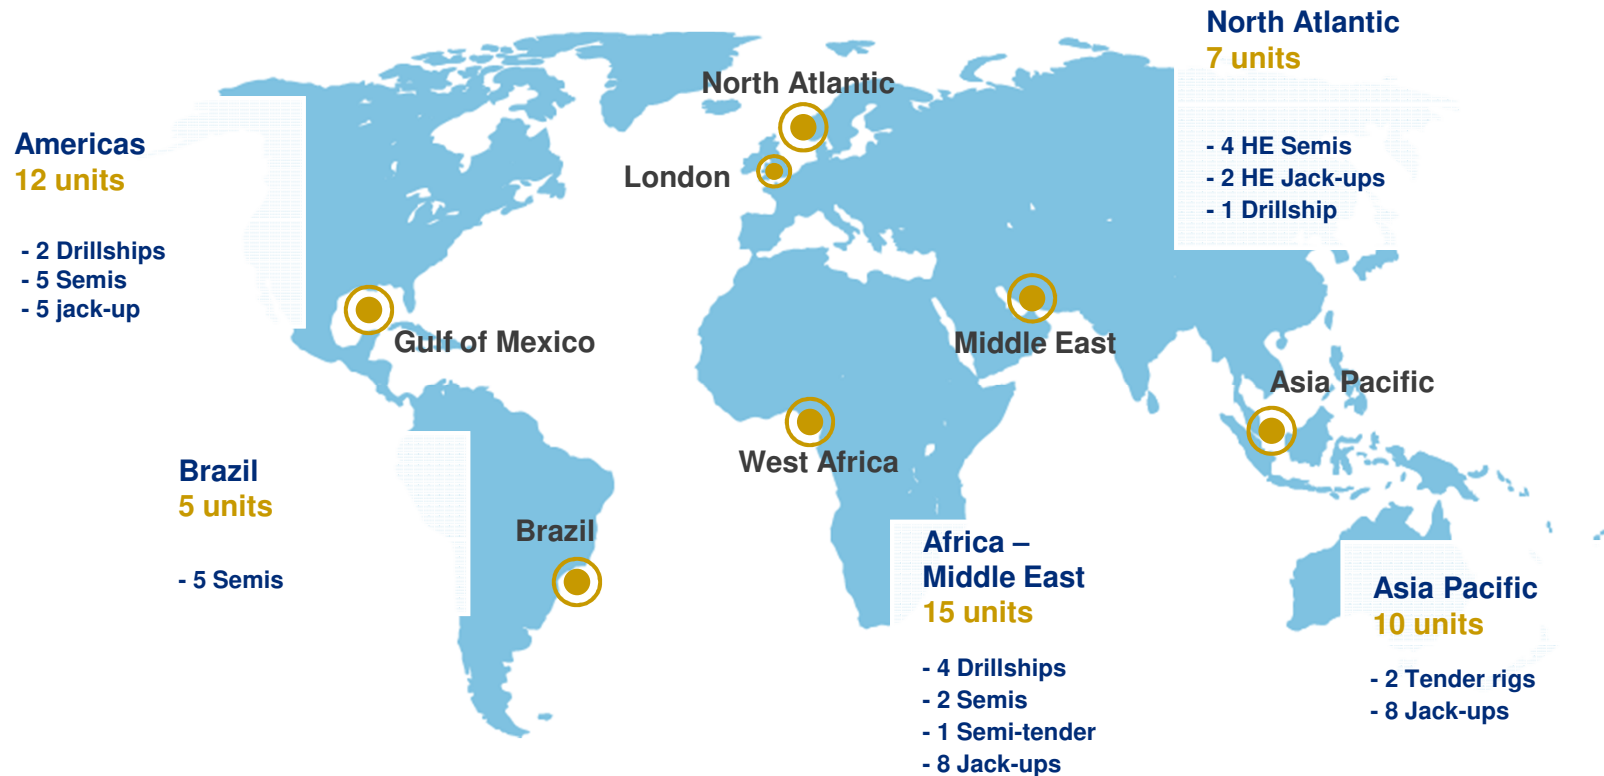 North Atlantic
7 units
- 4 HE Semis
- 2 HE Jack-ups
- 1 Drillship
North Atlantic
London
Americas
12 units
- 2 Drillships
- 5 Semis
- 5 jack-up
Gulf of Mexico
Middle East
Asia Pacific
West Africa
Brazil
5 units
- 5 Semis
Brazil
Africa –
Middle East
15 units
- 4 Drillships
- 2 Semis
- 1 Semi-tender
- 8 Jack-ups
Asia Pacific
10 units
- 2 Tender rigs
- 8 Jack-ups